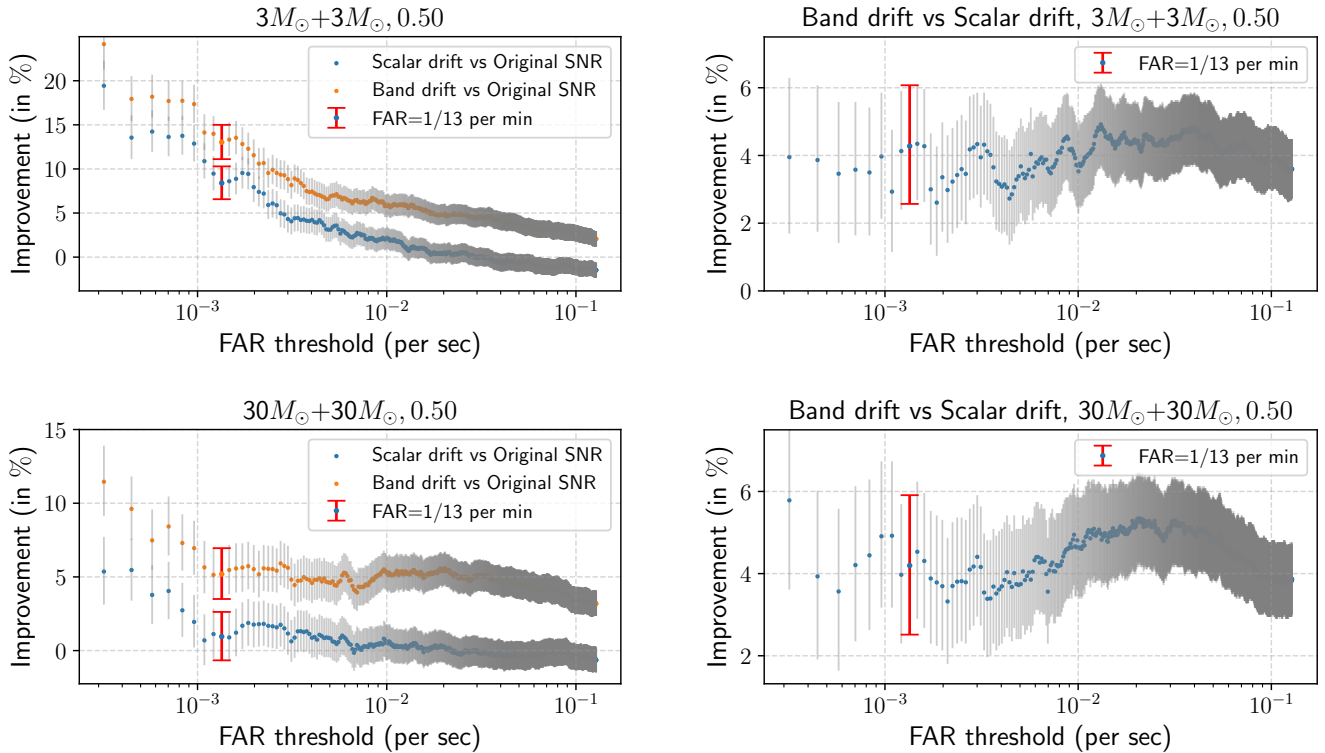 3M⊙+3M⊙, 0.50
Improvement (in %)
20
15
10
5
0
Scalar drift vs Original SNR
Band drift vs Original SNR
FAR=1/13 per min
10⁻³
10⁻²
10⁻¹
FAR threshold (per sec)
Band drift vs Scalar drift, 3M⊙+3M⊙, 0.50
Improvement (in %)
6
4
2
0
FAR=1/13 per min
10⁻³
10⁻²
10⁻¹
FAR threshold (per sec)
30M⊙+30M⊙, 0.50
Improvement (in %)
15
10
5
0
Scalar drift vs Original SNR
Band drift vs Original SNR
FAR=1/13 per min
10⁻³
10⁻²
10⁻¹
FAR threshold (per sec)
Band drift vs Scalar drift, 30M⊙+30M⊙, 0.50
Improvement (in %)
6
4
2
FAR=1/13 per min
10⁻³
10⁻²
10⁻¹
FAR threshold (per sec)